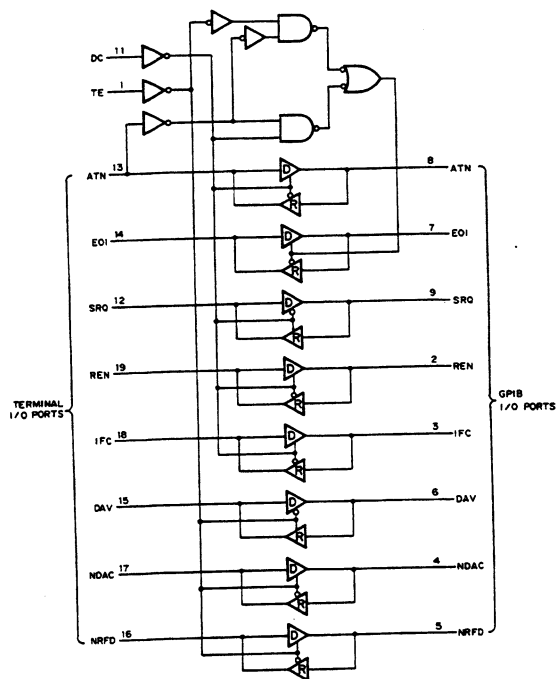 DC 11
TE 1
ATN 13 D 8 ATN
R
EOI 14 D 7 EOI
R
SRQ 12 D 9 SRQ
R
REN 19 D 2 REN
R
TERMINAL
I/O PORTS
GPIB
I/O PORTS
IFC 18 D 3 IFC
R
DAV 15 D 6 DAV
R
NDAC 17 D 4 NDAC
R
NRFD 16 D 5 NRFD
R